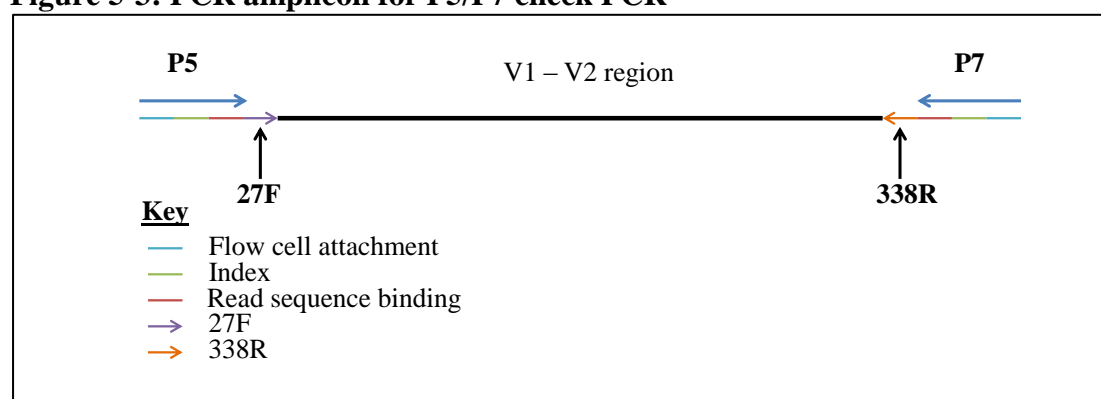 Figure 5-3: PCR amplicon for P5/P7 check PCR
P5
V1 – V2 region
P7
27F
338R
Key
Flow cell attachment
Index
Read sequence binding
27F
338R